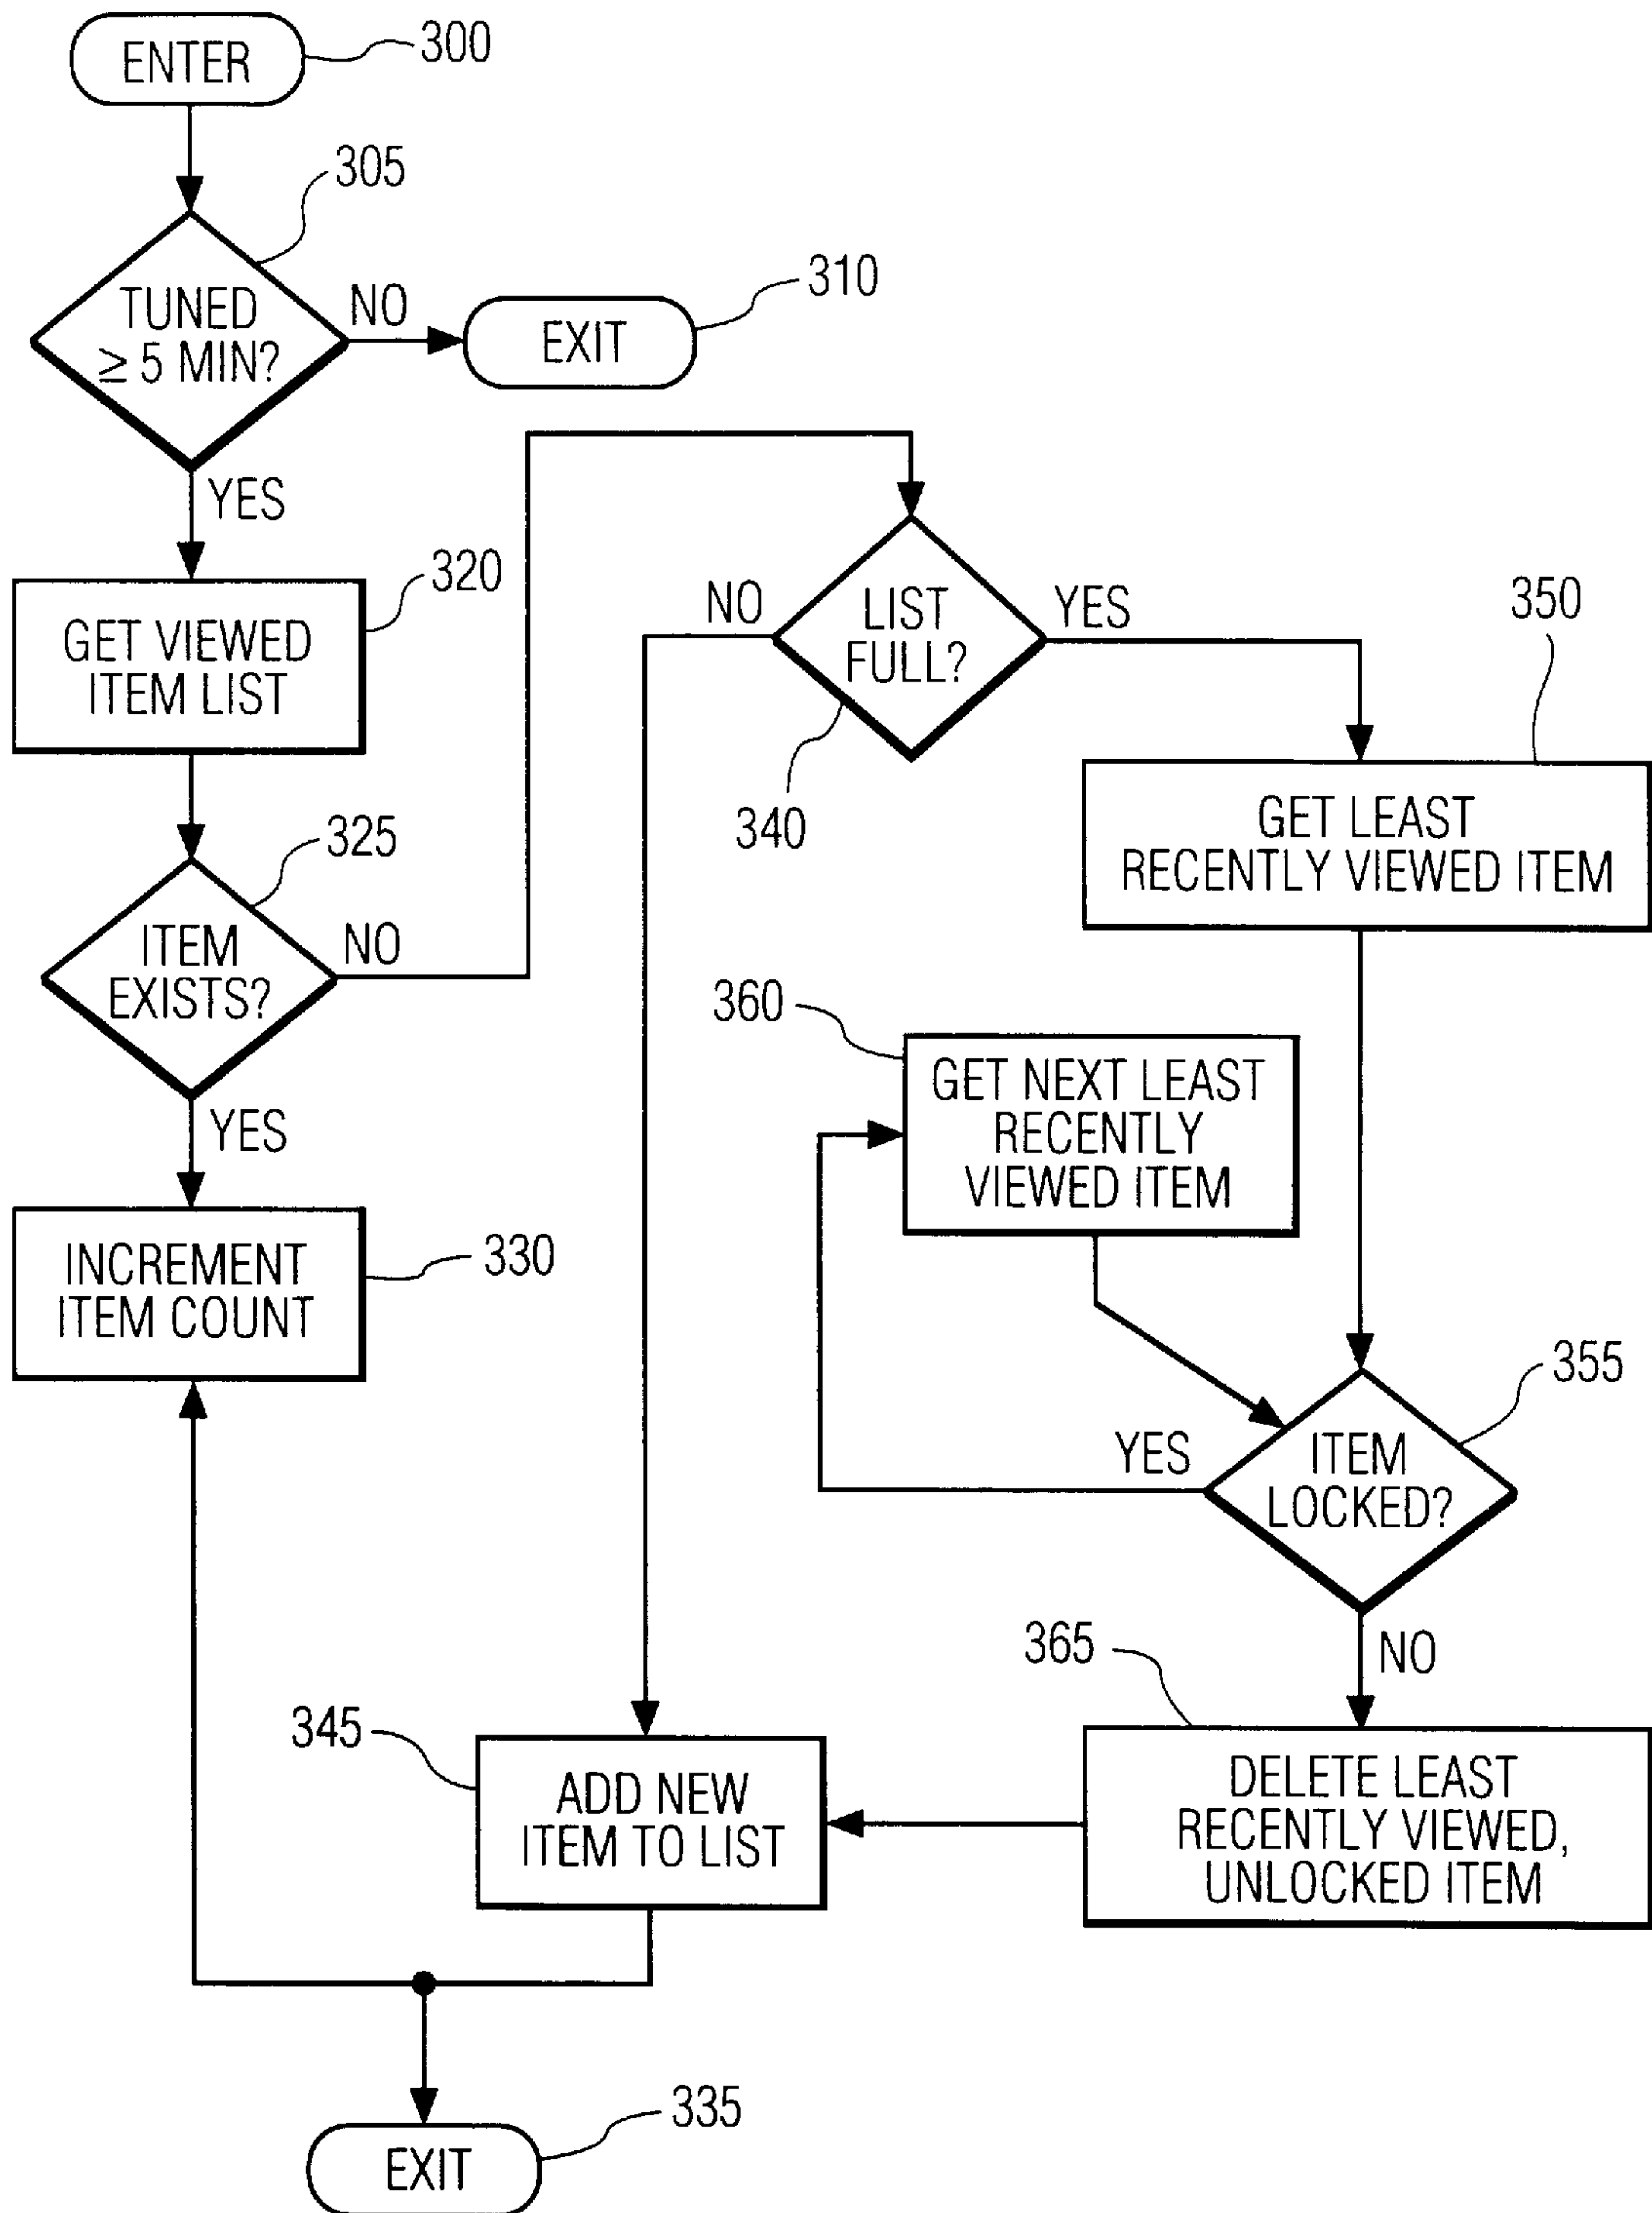 ENTER
300
305
TUNED
≥ 5 MIN?
NO
EXIT
310
YES
GET VIEWED
ITEM LIST
320
325
ITEM
EXISTS?
NO
YES
INCREMENT
ITEM COUNT
330
LIST
FULL?
NO
YES
340
350
GET LEAST
RECENTLY VIEWED ITEM
360
GET NEXT LEAST
RECENTLY
VIEWED ITEM
355
ITEM
LOCKED?
YES
NO
365
DELETE LEAST
RECENTLY VIEWED,
UNLOCKED ITEM
345
ADD NEW
ITEM TO LIST
EXIT
335